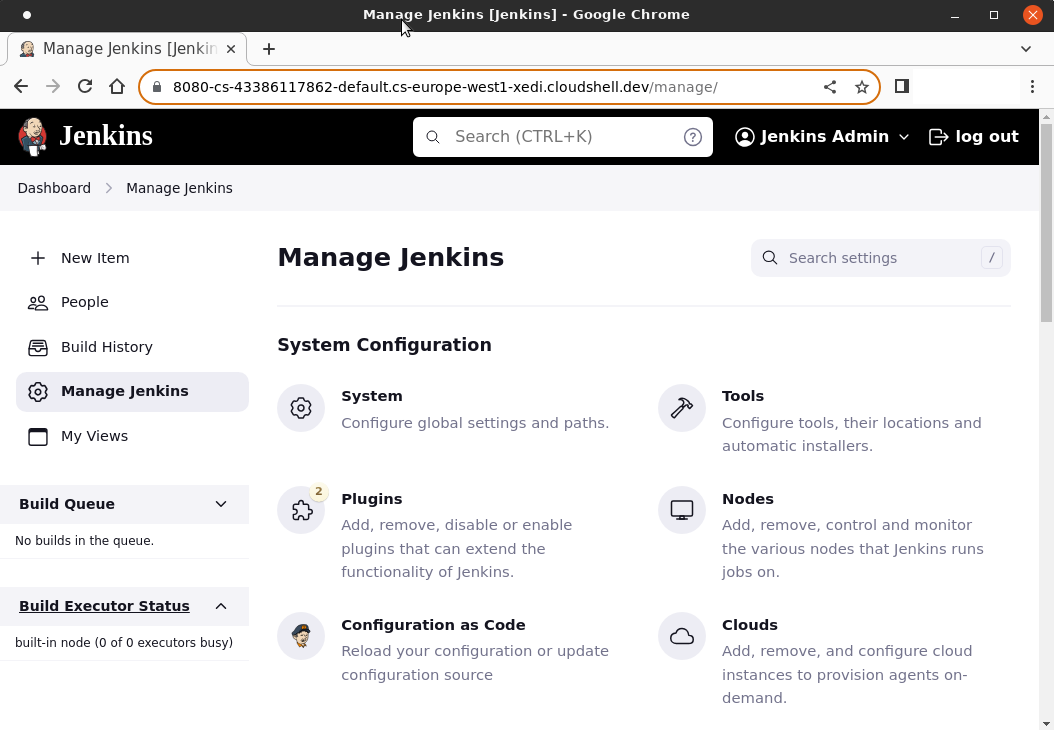 Manage Jenkins [Jenkins] - Google Chrome
Manage Jenkins [Jenkin
8080-cs-43386117862-default.cs-europe-west1-xedi.cloudshell.dev/manage/
Jenkins
Search (CTRL+K)
?
Jenkins Admin
log out
Dashboard
Manage Jenkins
New Item
People
Build History
Manage Jenkins
My Views
Build Queue
No builds in the queue.
Build Executor Status
built-in node (0 of 0 executors busy)
Manage Jenkins
Search settings
/
System Configuration
System
Configure global settings and paths.
Tools
Configure tools, their locations and
automatic installers.
2
Plugins
Add, remove, disable or enable
plugins that can extend the
functionality of Jenkins.
Nodes
Add, remove, control and monitor
the various nodes that Jenkins runs
jobs on.
Configuration as Code
Reload your configuration or update
configuration source
Clouds
Add, remove, and configure cloud
instances to provision agents on-
demand.